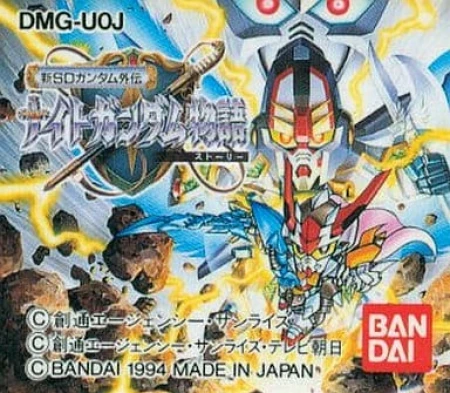 DMG-U0J
新SDガンダム外伝
ナイトガンダム物語
ストーリー
©創通エージェンシー・サンライズ
©創通エージェンシー・サンライズ・テレビ朝日
©BANDAI 1994 MADE IN JAPAN
BAN
DAI